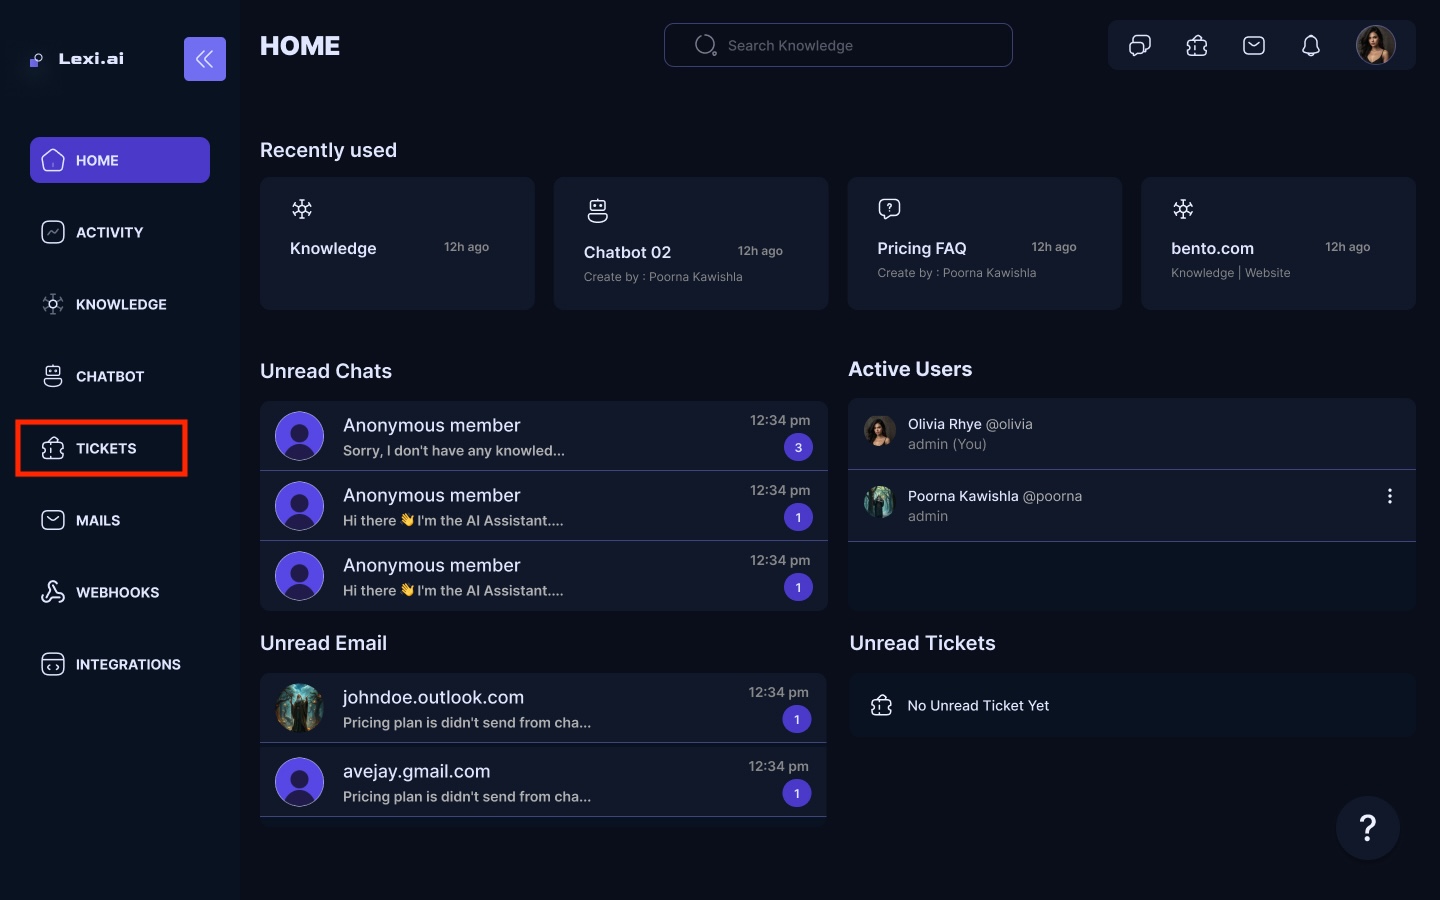 Lexi.ai
HOME
Search Knowledge
HOME
ACTIVITY
KNOWLEDGE
CHATBOT
TICKETS
MAILS
WEBHOOKS
INTEGRATIONS
Recently used
Knowledge 12h ago
Chatbot 02 12h ago
Create by : Poorna Kawishla
Pricing FAQ 12h ago
Create by : Poorna Kawishla
bento.com 12h ago
Knowledge | Website
Unread Chats
Anonymous member 12:34 pm
Sorry, I don't have any knowled... 3
Anonymous member 12:34 pm
Hi there 👋 I'm the AI Assistant.... 1
Anonymous member 12:34 pm
Hi there 👋 I'm the AI Assistant.... 1
Active Users
Olivia Rhye @olivia
admin (You)
Poorna Kawishla @poorna
admin
Unread Email
johndoe.outlook.com 12:34 pm
Pricing plan is didn't send from cha... 1
avejay.gmail.com 12:34 pm
Pricing plan is didn't send from cha... 1
Unread Tickets
No Unread Ticket Yet
?